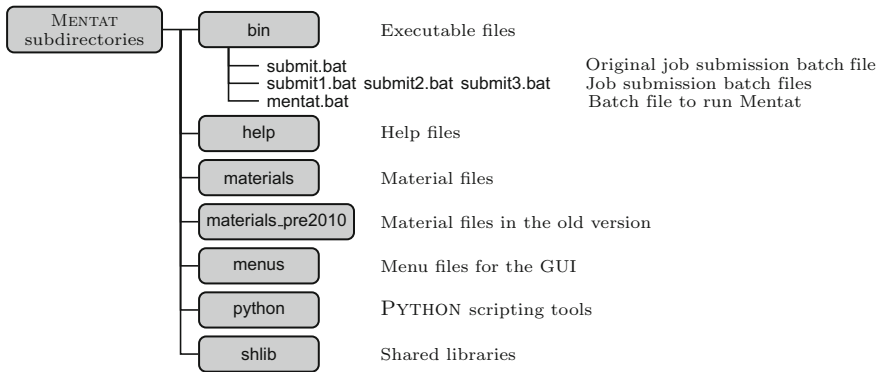 MENTAT
subdirectories
bin Executable files
submit.bat Original job submission batch file
submit1.bat submit2.bat submit3.bat Job submission batch files
mentat.bat Batch file to run Mentat
help Help files
materials Material files
materials_pre2010 Material files in the old version
menus Menu files for the GUI
python PYTHON scripting tools
shlib Shared libraries